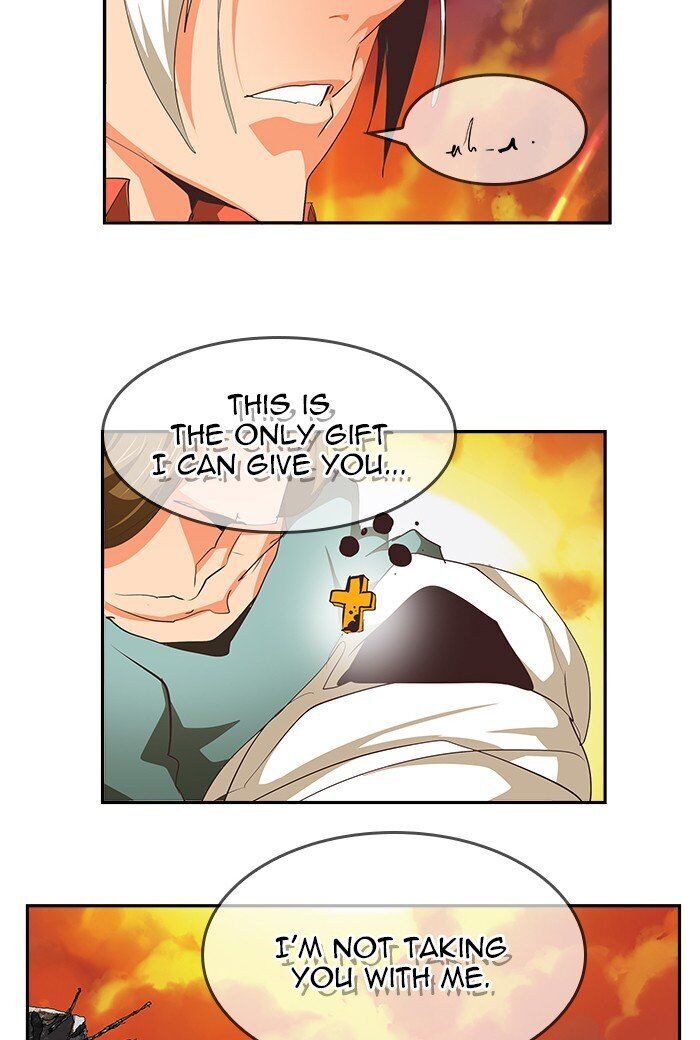 THIS IS
THE ONLY GIFT
I CAN GIVE YOU...
I'M NOT TAKING
YOU WITH ME.